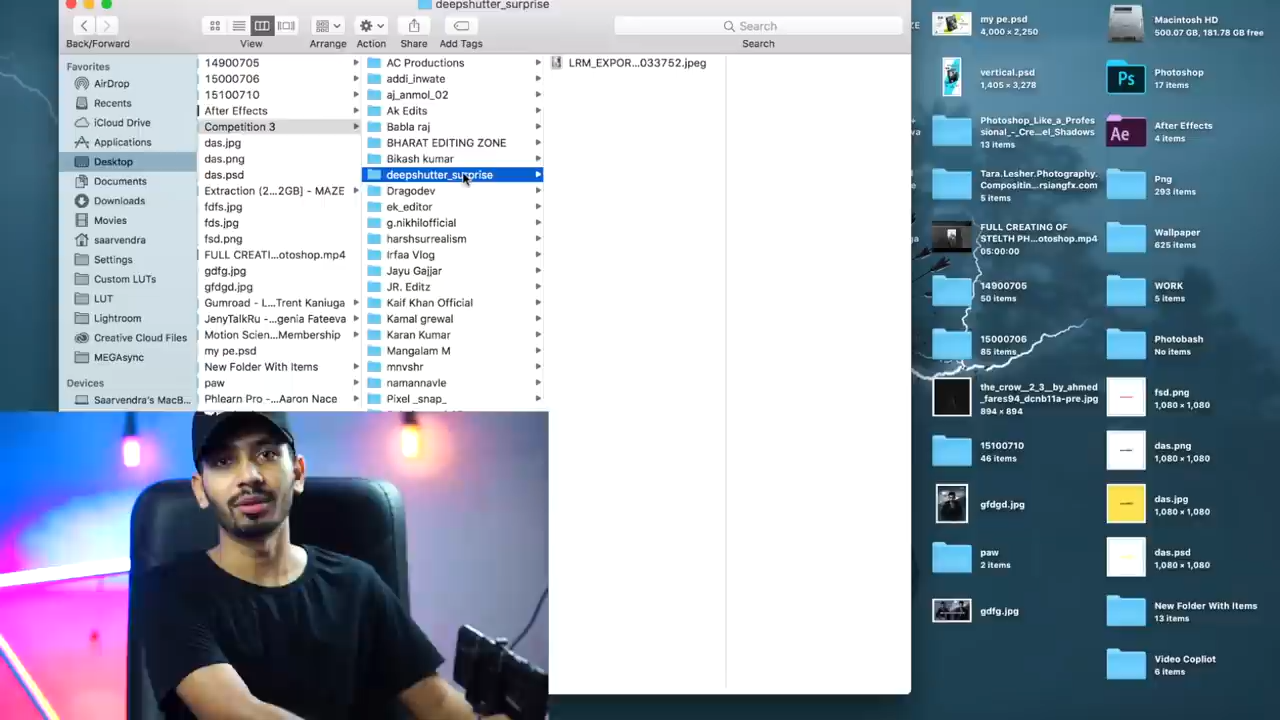 deepshutter_surprise
Search
Back/Forward
View
Arrange
Action
Share
Add Tags
Search
Favorites
AirDrop
Recents
iCloud Drive
Applications
Desktop
Documents
Downloads
Movies
saarvendra
Settings
Custom LUTs
LUT
Lightroom
Creative Cloud Files
MEGAsync
Devices
Saarvendra's MacB...
14900705
15000706
15100710
After Effects
Competition 3
das.jpg
das.png
das.psd
Extraction (2...2GB] - MAZE
fdfs.jpg
fds.jpg
fsd.png
FULL CREATI...otoshop.mp4
gdfg.jpg
gfdgd.jpg
Gumroad - L...Trent Kaniuga
JenyTalkRu -...genia Fateeva
Motion Scien...Membership
my pe.psd
New Folder With Items
paw
Phlearn Pro -...Aaron Nace
AC Productions
addi_inwate
aj_anmol_02
Ak Edits
Babla raj
BHARAT EDITING ZONE
Bikash kumar
deepshutter_surprise
Dragodev
ek_editor
g.nikhilofficial
harshsurrealism
Irfaa Vlog
Jayu Gajjar
JR. Editz
Kaif Khan Official
Kamal grewal
Karan Kumar
Mangalam M
mnvshr
namannavle
Pixel _snap_
LRM_EXPOR...033752.jpeg
my pe.psd
4,000 × 2,250
vertical.psd
1,405 × 3,278
Photoshop_Like_a_Profes
sional_-_Cre...el_Shadows
13 items
Tara.Lesher.Photography.
Compositin...rsiangfx.com
5 items
FULL CREATING OF
STELTH PH...otoshop.mp4
05:00:00
14900705
50 items
15000706
85 items
the_crow__2_3__by_ahmed
_fares94_dcnb11a-pre.jpg
894 × 894
15100710
46 items
gfdgd.jpg
paw
2 items
gdfg.jpg
Macintosh HD
500.07 GB, 181.78 GB free
Ps
Photoshop
17 items
Ae
After Effects
4 items
Png
293 items
Wallpaper
625 items
WORK
5 items
Photobash
No items
fsd.png
1,080 × 1,080
das.png
1,080 × 1,080
das.jpg
1,080 × 1,080
das.psd
1,080 × 1,080
New Folder With Items
13 items
Video Copliot
6 items